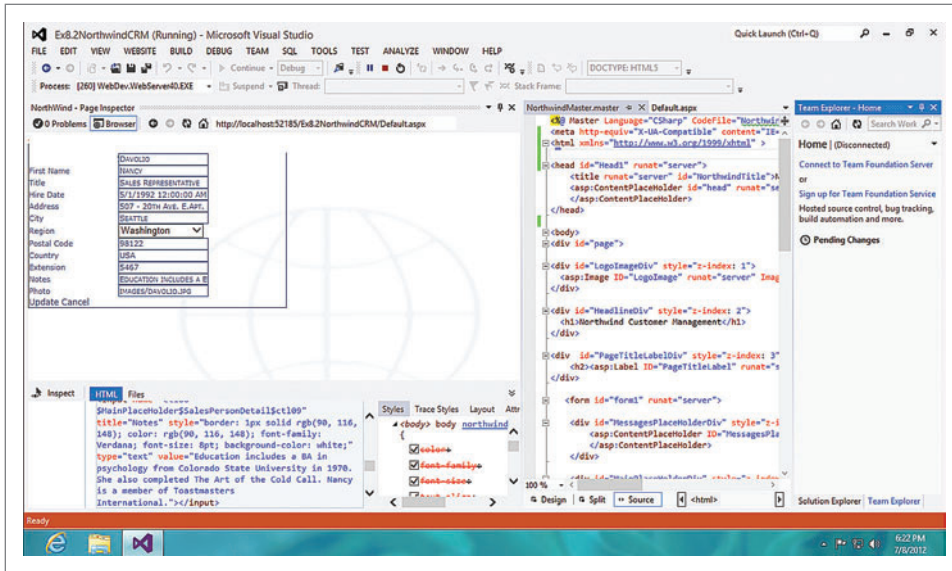 Ex8.2NorthwindCRM (Running) - Microsoft Visual Studio
Quick Launch (Ctrl+Q)
FILE EDIT VIEW WEBSITE BUILD DEBUG TEAM SQL TOOLS TEST ANALYZE WINDOW HELP
Continue Debug DOCTYPE: HTML5
Process: [260] WebDev.WebServer40.EXE Suspend Thread: Stack Frame:
NorthWind - Page Inspector
0 Problems Browser http://localhost:52185/Ex8.2NorthwindCRM/Default.aspx
DAVOLIO
First Name NANCY
Title SALES REPRESENTATIVE
Hire Date 5/1/1992 12:00:00 AM
Address 507 - 20TH AVE. E.APT.
City SEATTLE
Region Washington
Postal Code 98122
Country USA
Extension 5467
Notes EDUCATION INCLUDES A B
Photo IMAGES/DAVOLIO.JPG
Update Cancel
Inspect HTML Files
$MainPlaceHolder$SalesPersonDetail$ctl09"
title="Notes" style="border: 1px solid rgb(90, 116,
148); color: rgb(90, 116, 148); font-family:
Verdana; font-size: 8pt; background-color: white;"
type="text" value="Education includes a BA in
psychology from Colorado State University in 1970.
She also completed The Art of the Cold Call. Nancy
is a member of Toastmasters
International."></input>
Styles Trace Styles Layout Attr
<body> body northwind
{
color:
font-family:
font-size:
NorthwindMaster.master Default.aspx
<%@ Master Language="CSharp" CodeFile="Northwin
<meta http-equiv="X-UA-Compatible" content="IE=
<html xmlns="http://www.w3.org/1999/xhtml" >
<head id="Head1" runat="server">
<title runat="server" id="NorthwindTitle">
<asp:ContentPlaceHolder id="head" runat="se
</asp:ContentPlaceHolder>
</head>
<body>
<div id="page">
<div id="LogoImageDiv" style="z-index: 1">
<asp:Image ID="LogoImage" runat="server" Imag
</div>
<div id="HeadlineDiv" style="z-index: 2">
<h1>Northwind Customer Management</h1>
</div>
<div id="PageTitleLabelDiv" style="z-index: 3"
<h2><asp:Label ID="PageTitleLabel" runat="s
</div>
<form id="form1" runat="server">
<div id="MessagesPlaceHolderDiv" style="z-i
<asp:ContentPlaceHolder ID="MessagesPla
</asp:ContentPlaceHolder>
</div>
100 %
Design Split Source <html>
Team Explorer - Home
Search Work
Home | (Disconnected)
Connect to Team Foundation Server
or
Sign up for Team Foundation Service
Hosted source control, bug tracking,
build automation and more.
Pending Changes
Solution Explorer Team Explorer
Ready
6:22 PM
7/8/2012